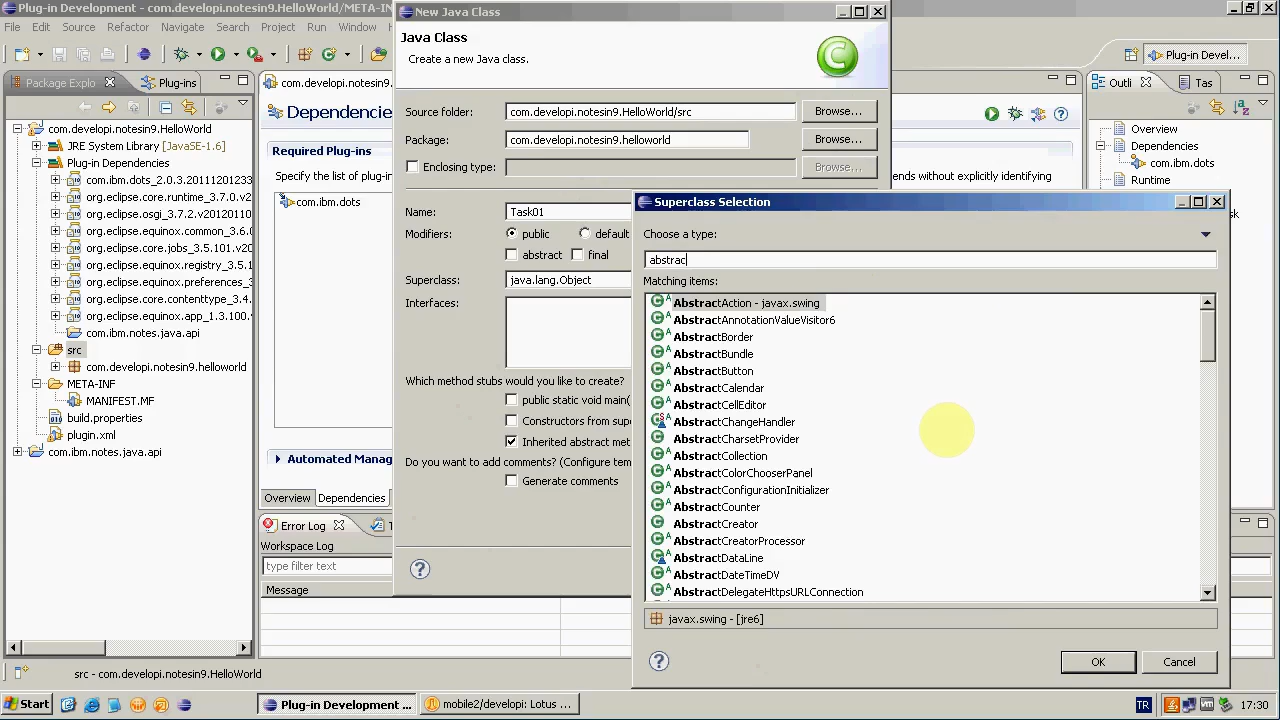 Plug-in Development - com.developi.notesin9.HelloWorld/META-INF
File Edit Source Refactor Navigate Search Project Run Window
Plug-in Devel...
Package Explo
Plug-ins
com.ibm.dots
com.developi.notesin9.HelloWorld
JRE System Library [JavaSE-1.6]
Plug-in Dependencies
com.ibm.dots_2.0.3.20111201233
org.eclipse.core.runtime_3.7.0.v2
org.eclipse.osgi_3.7.2.v2012011
org.eclipse.equinox.common_3.6.0
org.eclipse.core.jobs_3.5.101.v20
org.eclipse.equinox.registry_3.5.1
org.eclipse.equinox.preferences_3
org.eclipse.core.contenttype_3.4.
org.eclipse.equinox.app_1.3.100.v
com.ibm.notes.java.api
src
com.developi.notesin9.helloworld
META-INF
MANIFEST.MF
build.properties
plugin.xml
com.ibm.notes.java.api
Dependencies
Required Plug-ins
Specify the list of plug-in
ends without explicitly identifying
com.ibm.dots
Automated Manag
Overview
Dependencies
Error Log
Workspace Log
type filter text
Message
Outli
Tas
Overview
Dependencies
com.ibm.dots
Runtime
New Java Class
Java Class
Create a new Java class.
Source folder:
com.developi.notesin9.HelloWorld/src
Browse...
Package:
com.developi.notesin9.helloworld
Browse...
Enclosing type:
Browse...
Name:
Task01
Modifiers:
public
default
abstract
final
Superclass:
java.lang.Object
Interfaces:
Which method stubs would you like to create?
public static void main(
Constructors from supe
Inherited abstract met
Do you want to add comments? (Configure tem
Generate comments
Superclass Selection
Choose a type:
abstrac
Matching items:
AbstractAction - javax.swing
AbstractAnnotationValueVisitor6
AbstractBorder
AbstractBundle
AbstractButton
AbstractCalendar
AbstractCellEditor
AbstractChangeHandler
AbstractCharsetProvider
AbstractCollection
AbstractColorChooserPanel
AbstractConfigurationInitializer
AbstractCounter
AbstractCreator
AbstractCreatorProcessor
AbstractDataLine
AbstractDateTimeDV
AbstractDelegateHttpsURLConnection
javax.swing - [jre6]
OK
Cancel
src - com.developi.notesin9.HelloWorld
Start
Plug-in Development ...
mobile2/developi: Lotus ...
TR
17:30